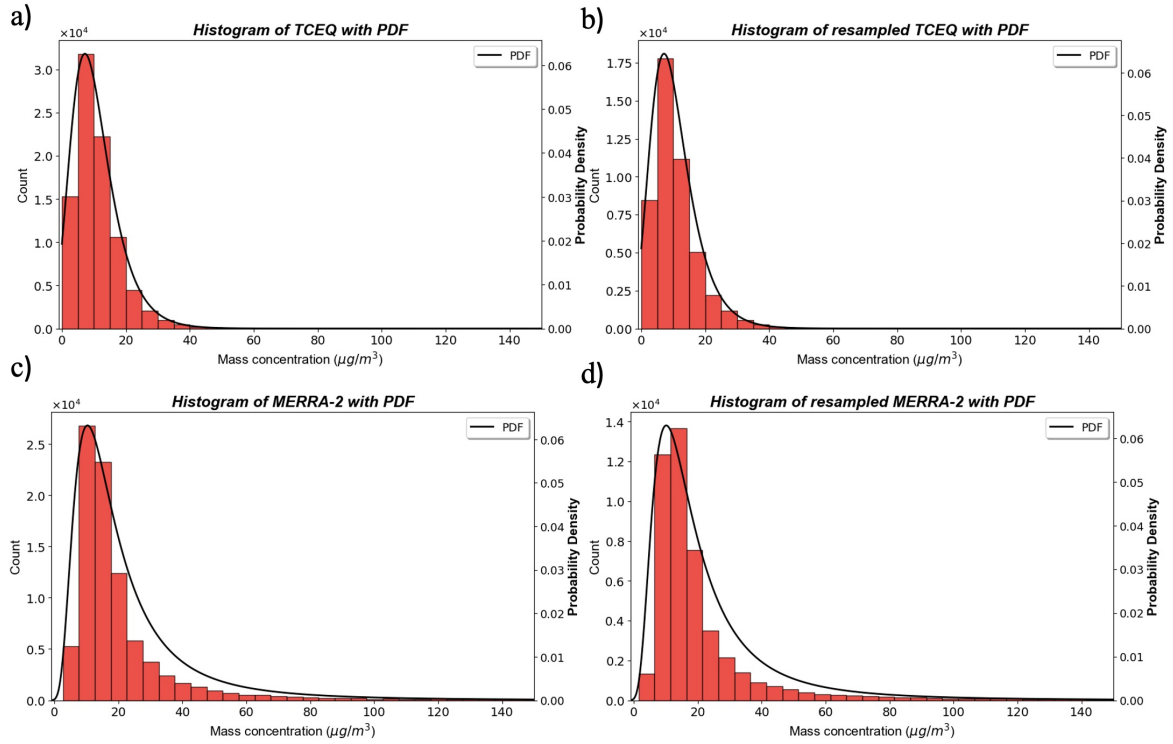 a)
Histogram of TCEQ with PDF
×10⁴
PDF
3.0
2.5
2.0
1.5
1.0
0.5
0.0
Count
0.06
0.05
0.04
0.03
0.02
0.01
0.00
Probability Density
0 20 40 60 80 100 120 140
Mass concentration (μg/m³)
b)
Histogram of resampled TCEQ with PDF
×10⁴
PDF
1.75
1.50
1.25
1.00
0.75
0.50
0.25
0.00
Count
0.06
0.05
0.04
0.03
0.02
0.01
0.00
Probability Density
0 20 40 60 80 100 120 140
Mass concentration (μg/m³)
c)
Histogram of MERRA-2 with PDF
×10⁴
PDF
2.5
2.0
1.5
1.0
0.5
0.0
Count
0.06
0.05
0.04
0.03
0.02
0.01
0.00
Probability Density
0 20 40 60 80 100 120 140
Mass concentration (μg/m³)
d)
Histogram of resampled MERRA-2 with PDF
×10⁴
PDF
1.4
1.2
1.0
0.8
0.6
0.4
0.2
0.0
Count
0.06
0.05
0.04
0.03
0.02
0.01
0.00
Probability Density
0 20 40 60 80 100 120 140
Mass concentration (μg/m³)